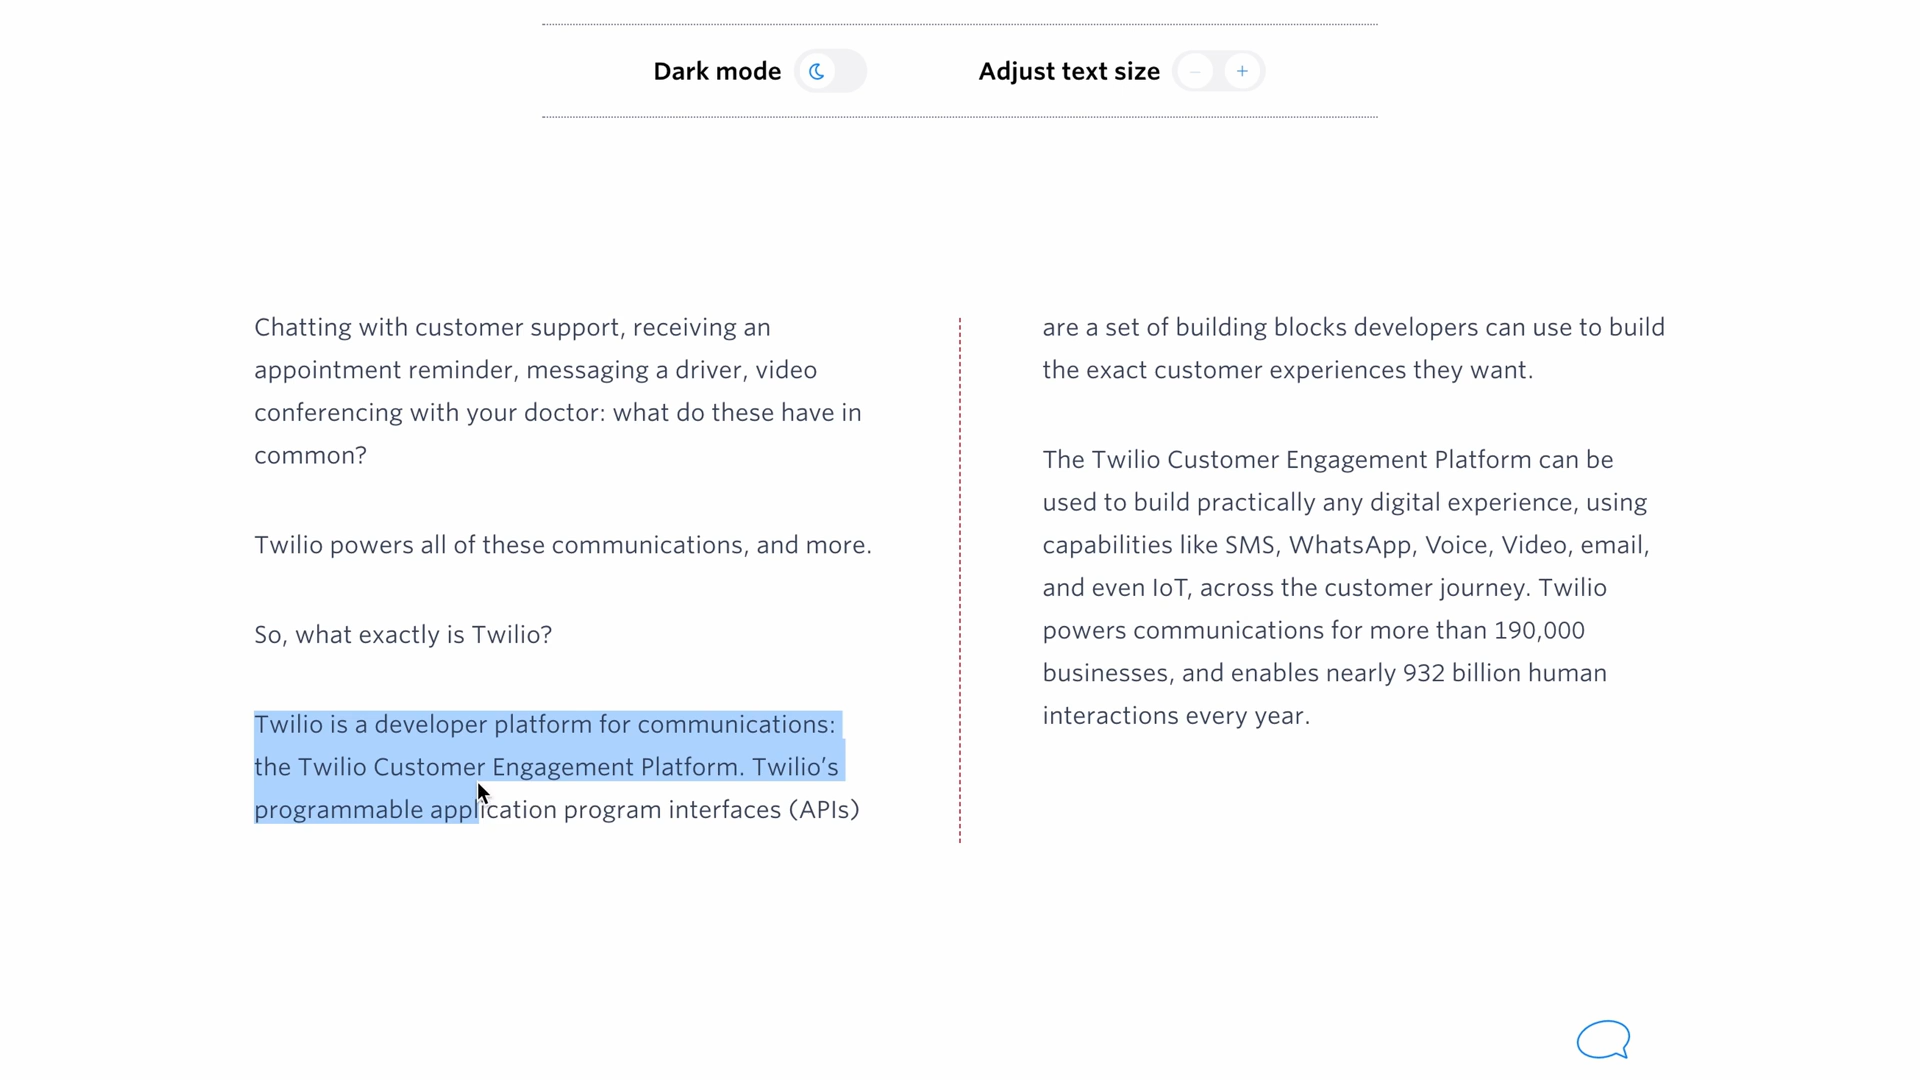 Dark mode
Adjust text size
Chatting with customer support, receiving an
appointment reminder, messaging a driver, video
conferencing with your doctor: what do these have in
common?
Twilio powers all of these communications, and more.
So, what exactly is Twilio?
Twilio is a developer platform for communications:
the Twilio Customer Engagement Platform. Twilio’s
programmable application program interfaces (APIs)
are a set of building blocks developers can use to build
the exact customer experiences they want.
The Twilio Customer Engagement Platform can be
used to build practically any digital experience, using
capabilities like SMS, WhatsApp, Voice, Video, email,
and even IoT, across the customer journey. Twilio
powers communications for more than 190,000
businesses, and enables nearly 932 billion human
interactions every year.